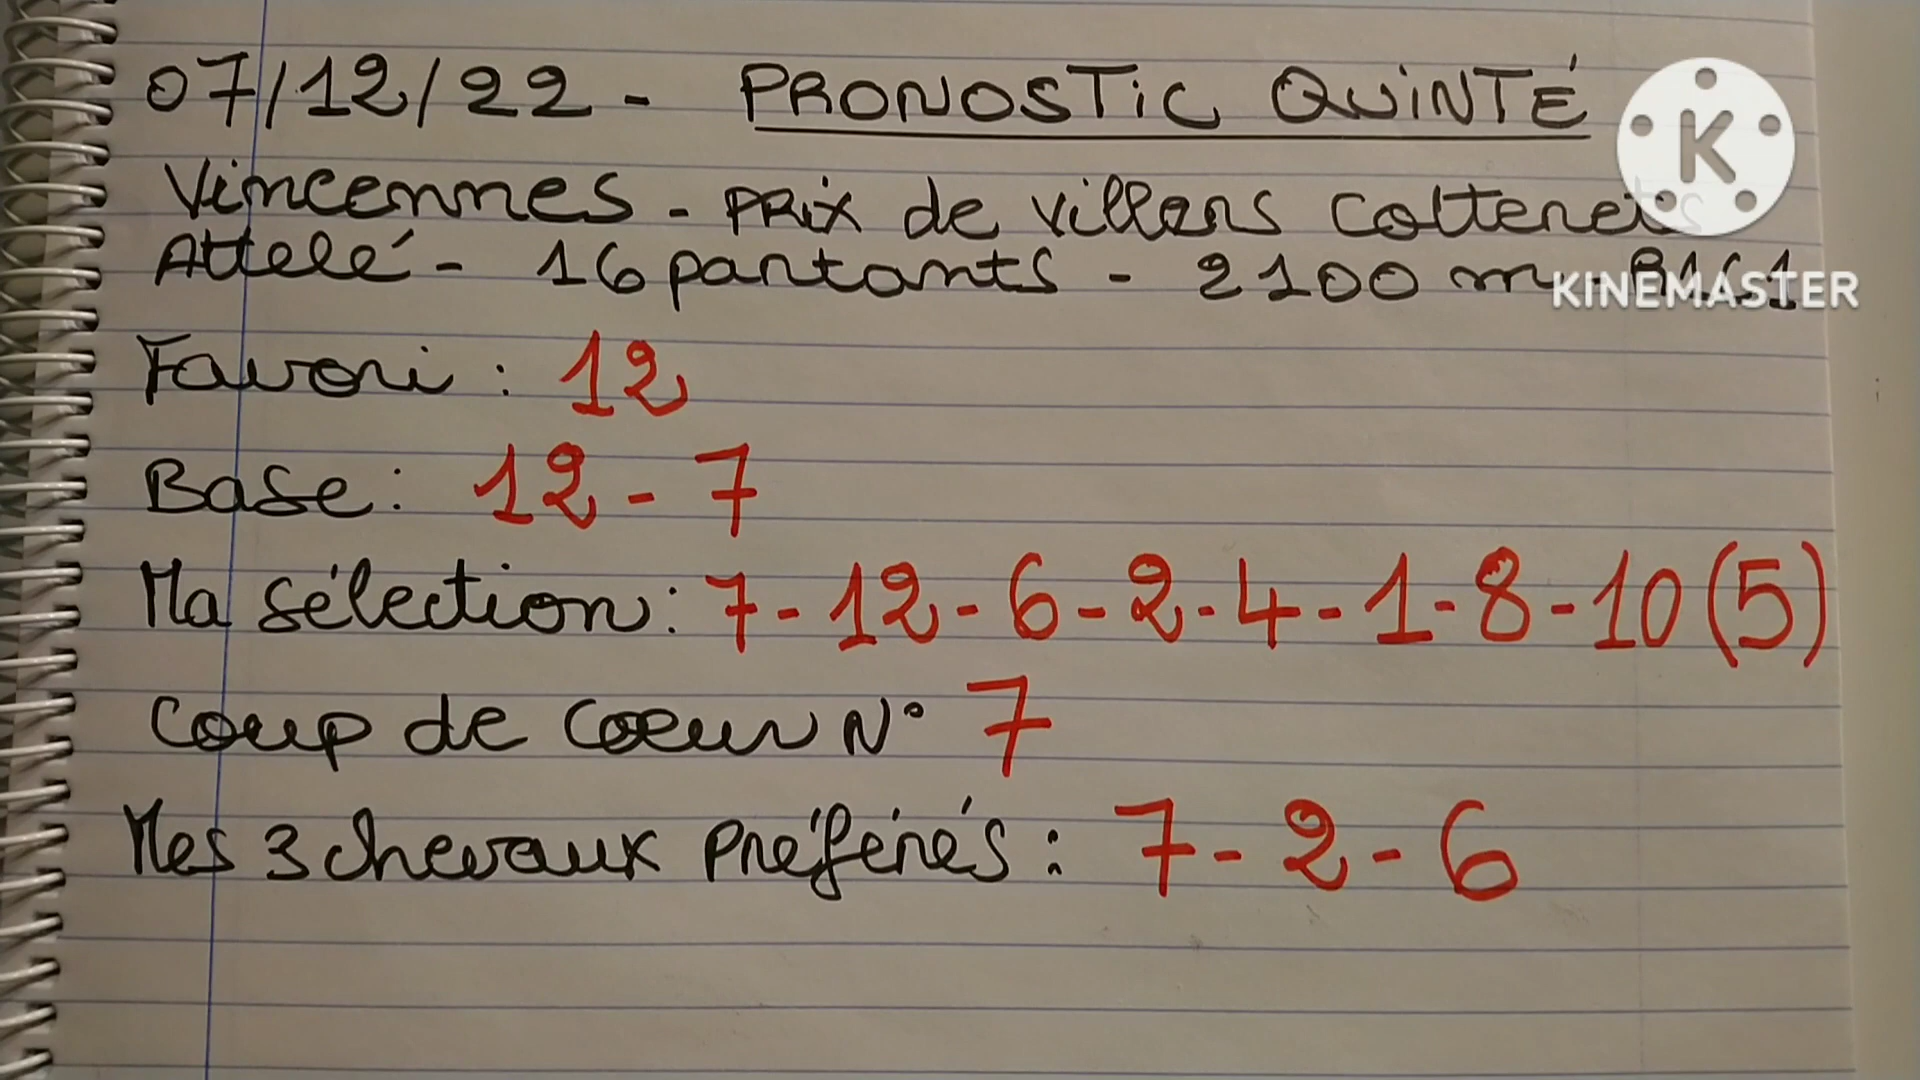 07/12/22 - PRONOSTIC QUINTÉ
Vincennes - PRIX de Villers Cotterets
Attelé - 16 partants - 2100 m - R1C1
KINEMASTER
Favori : 12
Base : 12 - 7
Ma sélection : 7 - 12 - 6 - 2 - 4 - 1 - 8 - 10 (5)
Coup de coeur N° 7
Mes 3 chevaux préférés : 7 - 2 - 6